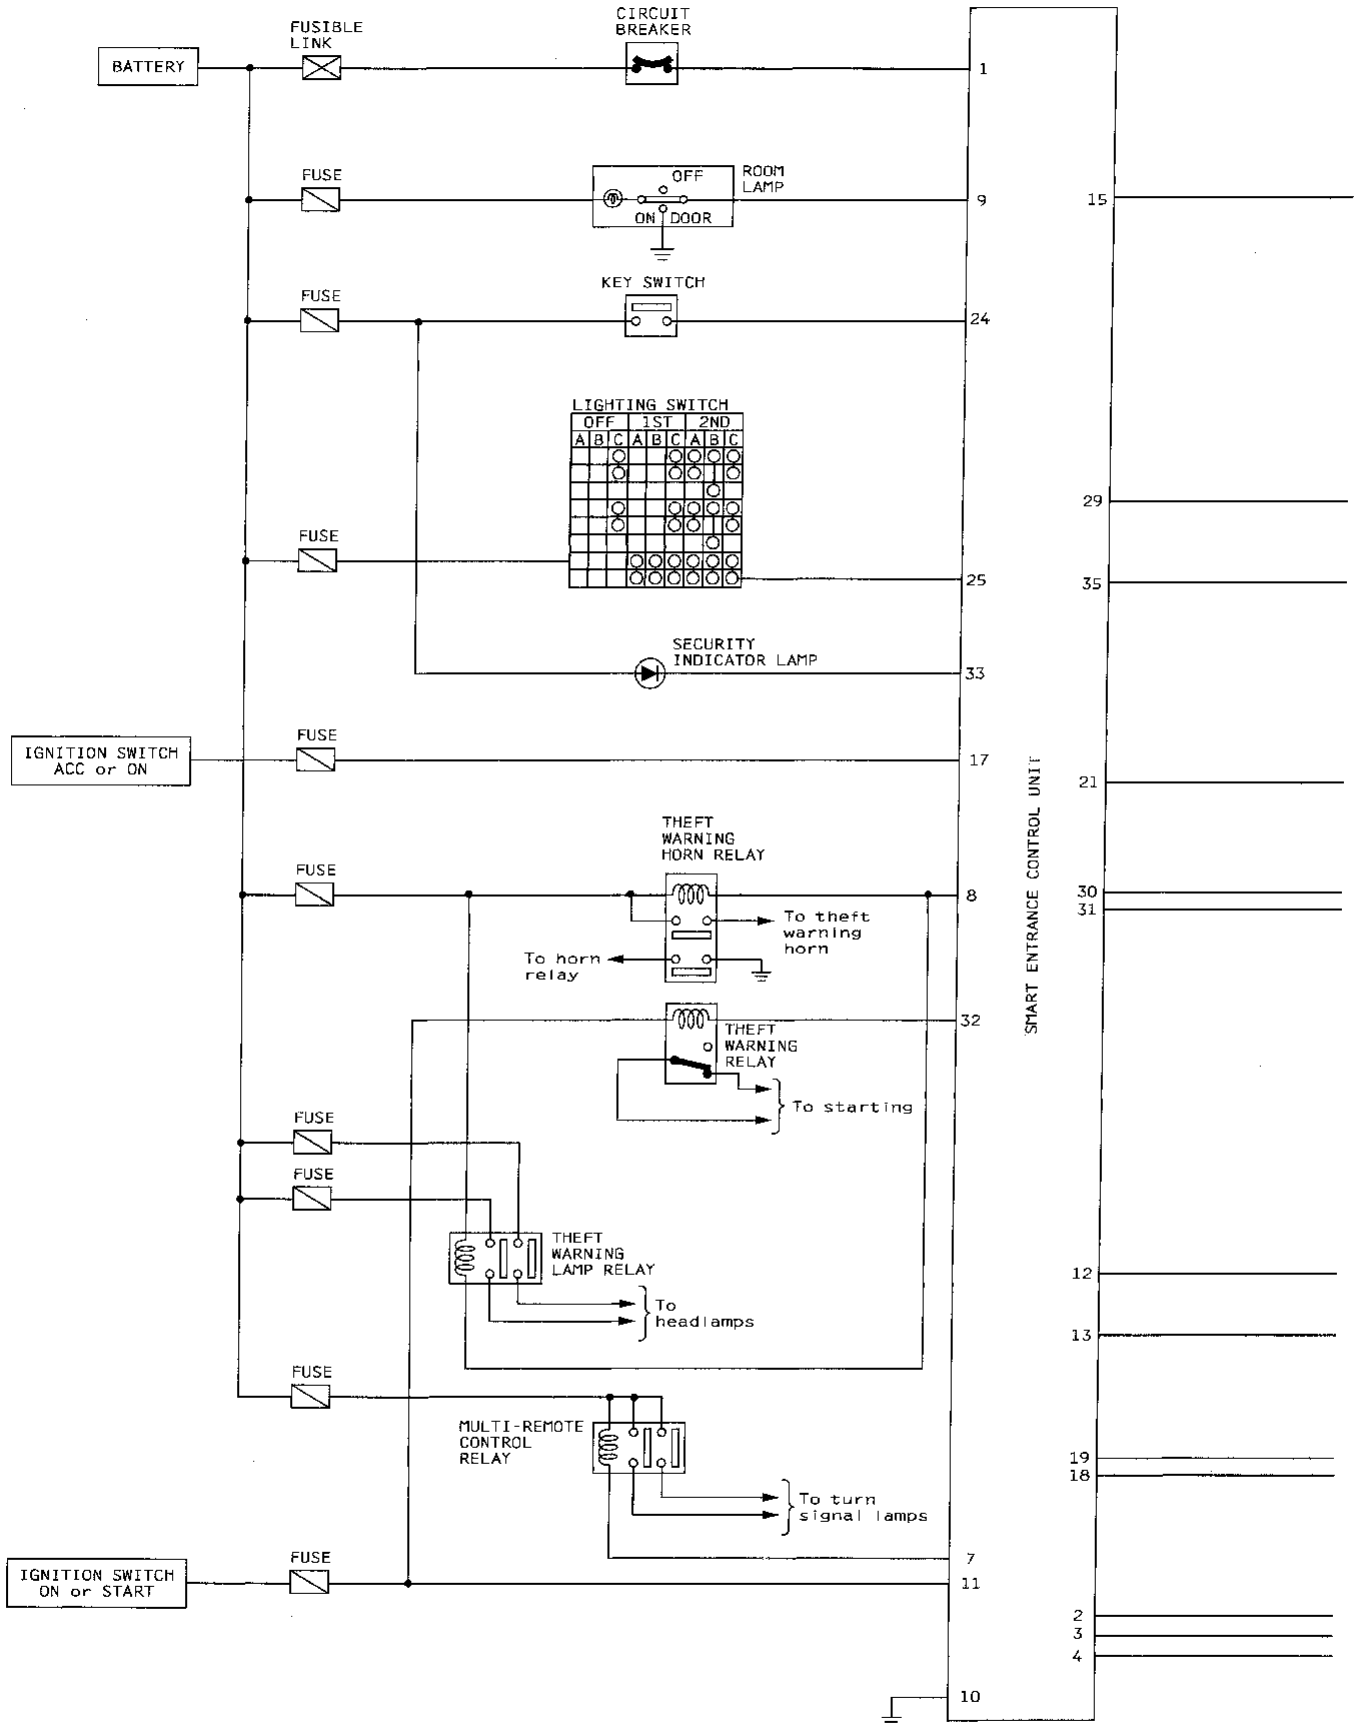 FUSIBLE
LINK
CIRCUIT
BREAKER
BATTERY
1
FUSE
OFF
ROOM
LAMP
9
15
ON DOOR
KEY SWITCH
FUSE
24
LIGHTING SWITCH
OFF 1ST 2ND
A B C A B C A B C
29
FUSE
25
35
SECURITY
INDICATOR LAMP
33
IGNITION SWITCH
ACC or ON
FUSE
17
21
SMART ENTRANCE CONTROL UNIT
THEFT
WARNING
HORN RELAY
FUSE
8
30
31
To theft
warning
horn
To horn
relay
32
THEFT
WARNING
RELAY
To starting
FUSE
FUSE
THEFT
WARNING
LAMP RELAY
12
To
headlamps
13
FUSE
MULTI-REMOTE
CONTROL
RELAY
19
18
To turn
signal lamps
7
IGNITION SWITCH
ON or START
FUSE
11
2
3
4
10